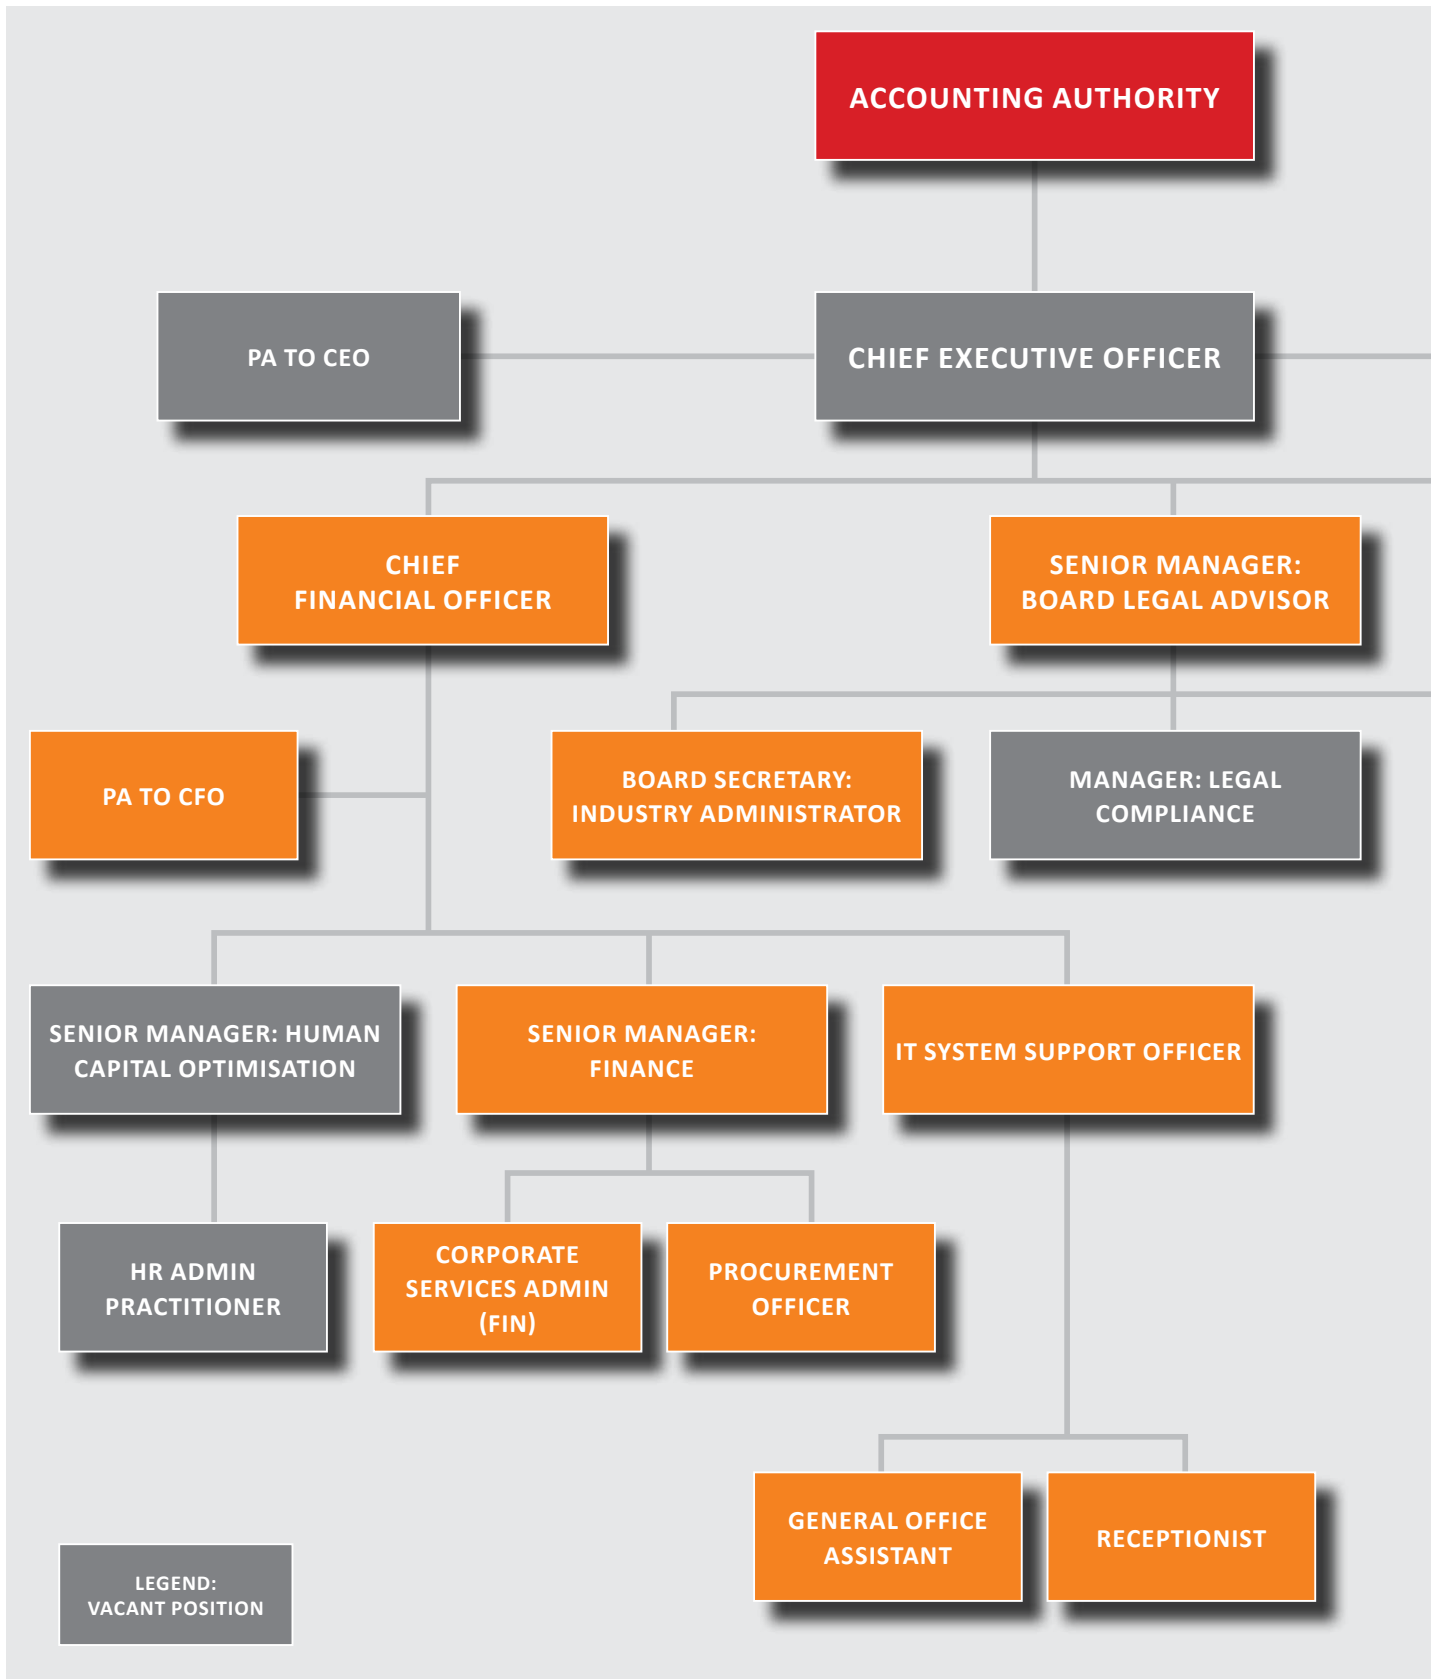 ACCOUNTING AUTHORITY
PA TO CEO
CHIEF EXECUTIVE OFFICER
CHIEF
FINANCIAL OFFICER
SENIOR MANAGER:
BOARD LEGAL ADVISOR
PA TO CFO
BOARD SECRETARY:
INDUSTRY ADMINISTRATOR
MANAGER: LEGAL
COMPLIANCE
SENIOR MANAGER: HUMAN
CAPITAL OPTIMISATION
SENIOR MANAGER:
FINANCE
IT SYSTEM SUPPORT OFFICER
HR ADMIN
PRACTITIONER
CORPORATE
SERVICES ADMIN
(FIN)
PROCUREMENT
OFFICER
GENERAL OFFICE
ASSISTANT
RECEPTIONIST
LEGEND:
VACANT POSITION